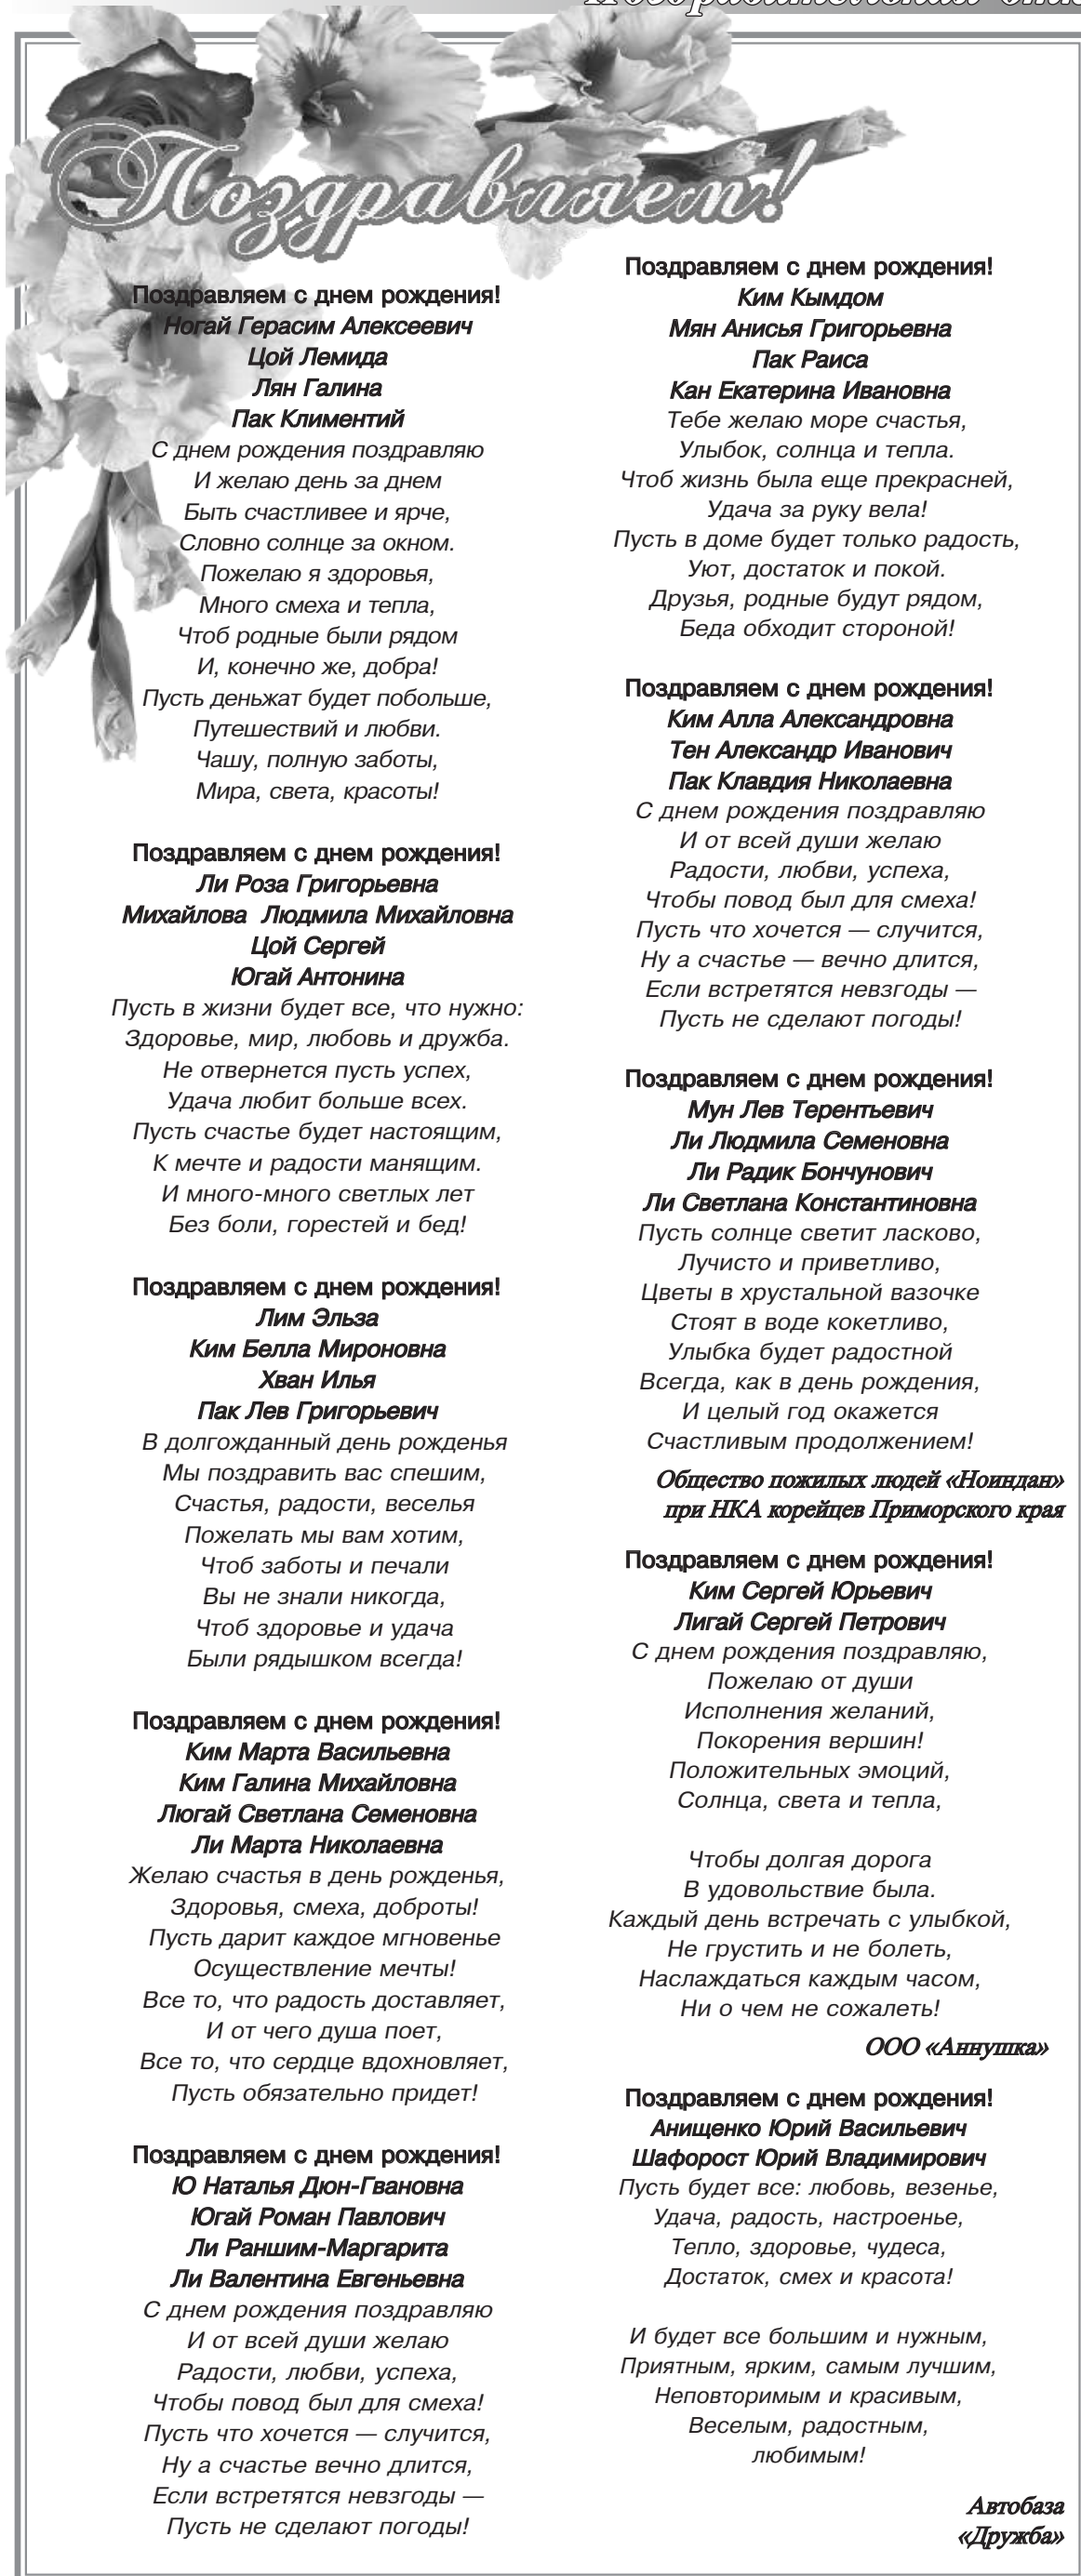 Поздравляем!
Поздравляем с днем рождения!
Ногай Герасим Алексеевич
Цой Лемида
Лян Галина
Пак Климентий
С днем рождения поздравляю
И желаю день за днем
Быть счастливее и ярче,
Словно солнце за окном.
Пожелаю я здоровья,
Много смеха и тепла,
Чтоб родные были рядом
И, конечно же, добра!
Пусть деньжат будет побольше,
Путешествий и любви.
Чашу, полную заботы,
Мира, света, красоты!
Поздравляем с днем рождения!
Ли Роза Григорьевна
Михайлова Людмила Михайловна
Цой Сергей
Югай Антонина
Пусть в жизни будет все, что нужно:
Здоровье, мир, любовь и дружба.
Не отвернется пусть успех,
Удача любит больше всех.
Пусть счастье будет настоящим,
К мечте и радости манящим.
И много-много светлых лет
Без боли, горестей и бед!
Поздравляем с днем рождения!
Лим Эльза
Ким Белла Мироновна
Хван Илья
Пак Лев Григорьевич
В долгожданный день рожденья
Мы поздравить вас спешим,
Счастья, радости, веселья
Пожелать мы вам хотим,
Чтоб заботы и печали
Вы не знали никогда,
Чтоб здоровье и удача
Были рядышком всегда!
Поздравляем с днем рождения!
Ким Марта Васильевна
Ким Галина Михайловна
Люгай Светлана Семеновна
Ли Марта Николаевна
Желаю счастья в день рожденья,
Здоровья, смеха, доброты!
Пусть дарит каждое мгновенье
Осуществление мечты!
Все то, что радость доставляет,
И от чего душа поет,
Все то, что сердце вдохновляет,
Пусть обязательно придет!
Поздравляем с днем рождения!
Ю Наталья Дюн-Гвановна
Югай Роман Павлович
Ли Раншим-Маргарита
Ли Валентина Евгеньевна
С днем рождения поздравляю
И от всей души желаю
Радости, любви, успеха,
Чтобы повод был для смеха!
Пусть что хочется — случится,
Ну а счастье вечно длится,
Если встретятся невзгоды —
Пусть не сделают погоды!
Поздравляем с днем рождения!
Ким Кымдом
Мян Анисья Григорьевна
Пак Раиса
Кан Екатерина Ивановна
Тебе желаю море счастья,
Улыбок, солнца и тепла.
Чтоб жизнь была еще прекрасней,
Удача за руку вела!
Пусть в доме будет только радость,
Уют, достаток и покой.
Друзья, родные будут рядом,
Беда обходит стороной!
Поздравляем с днем рождения!
Ким Алла Александровна
Тен Александр Иванович
Пак Клавдия Николаевна
С днем рождения поздравляю
И от всей души желаю
Радости, любви, успеха,
Чтобы повод был для смеха!
Пусть что хочется — случится,
Ну а счастье — вечно длится,
Если встретятся невзгоды —
Пусть не сделают погоды!
Поздравляем с днем рождения!
Мун Лев Терентьевич
Ли Людмила Семеновна
Ли Радик Бончунович
Ли Светлана Константиновна
Пусть солнце светит ласково,
Лучисто и приветливо,
Цветы в хрустальной вазочке
Стоят в воде кокетливо,
Улыбка будет радостной
Всегда, как в день рождения,
И целый год окажется
Счастливым продолжением!
Общество пожилых людей «Ноиндан»
при НКА корейцев Приморского края
Поздравляем с днем рождения!
Ким Сергей Юрьевич
Лигай Сергей Петрович
С днем рождения поздравляю,
Пожелаю от души
Исполнения желаний,
Покорения вершин!
Положительных эмоций,
Солнца, света и тепла,
Чтобы долгая дорога
В удовольствие была.
Каждый день встречать с улыбкой,
Не грустить и не болеть,
Наслаждаться каждым часом,
Ни о чем не сожалеть!
ООО «Аннушка»
Поздравляем с днем рождения!
Анищенко Юрий Васильевич
Шафорост Юрий Владимирович
Пусть будет все: любовь, везенье,
Удача, радость, настроенье,
Тепло, здоровье, чудеса,
Достаток, смех и красота!
И будет все большим и нужным,
Приятным, ярким, самым лучшим,
Неповторимым и красивым,
Веселым, радостным,
любимым!
Автобаза
«Дружба»